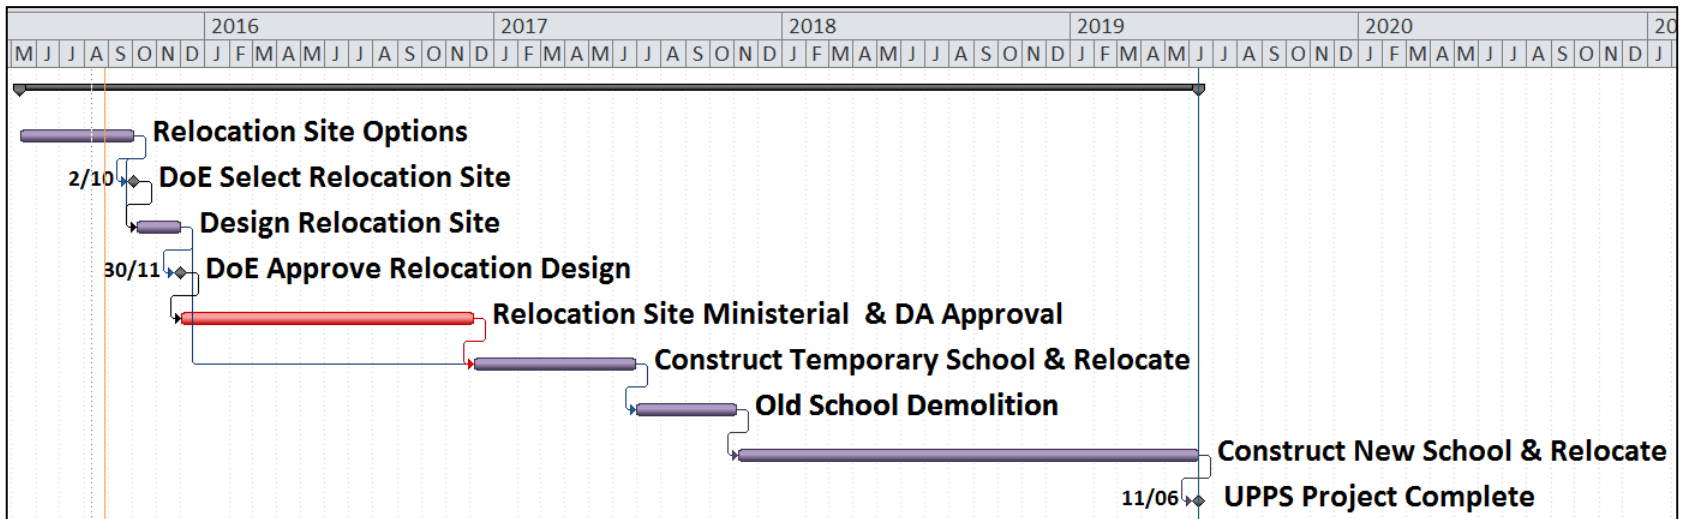 2016 2017 2018 2019 2020 20
M J J A S O N D J F M A M J J A S O N D J F M A M J J A S O N D J F M A M J J A S O N D J F M A M J J A S O N D J F M A M J J A S O N D J
Relocation Site Options
2/10 DoE Select Relocation Site
Design Relocation Site
30/11 DoE Approve Relocation Design
Relocation Site Ministerial & DA Approval
Construct Temporary School & Relocate
Old School Demolition
Construct New School & Relocate
11/06 UPPS Project Complete